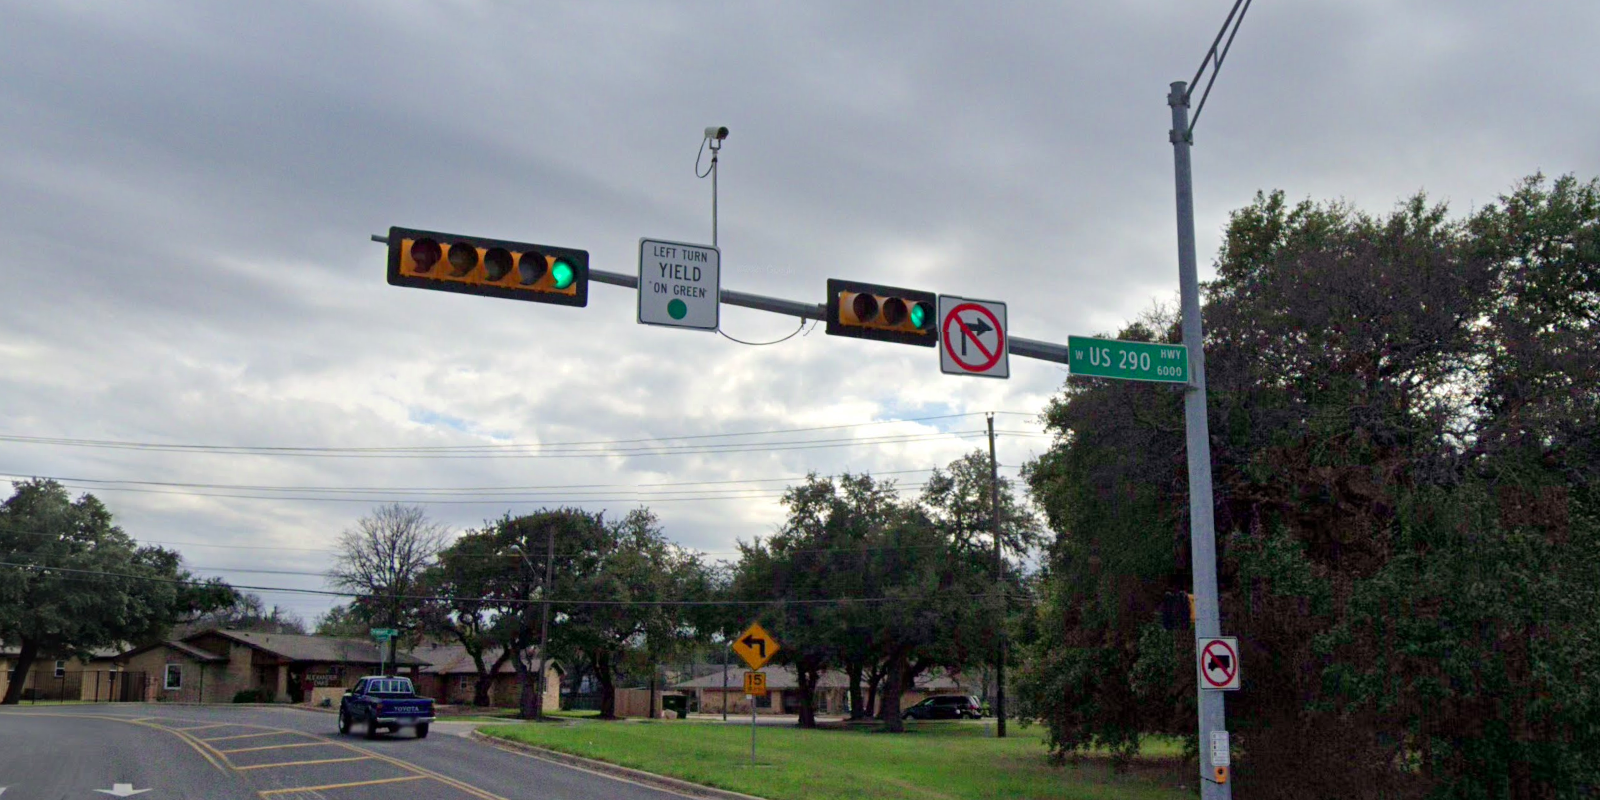 LEFT TURN
YIELD
ON GREEN
W US 290 HWY
6000
15
TOYOTA